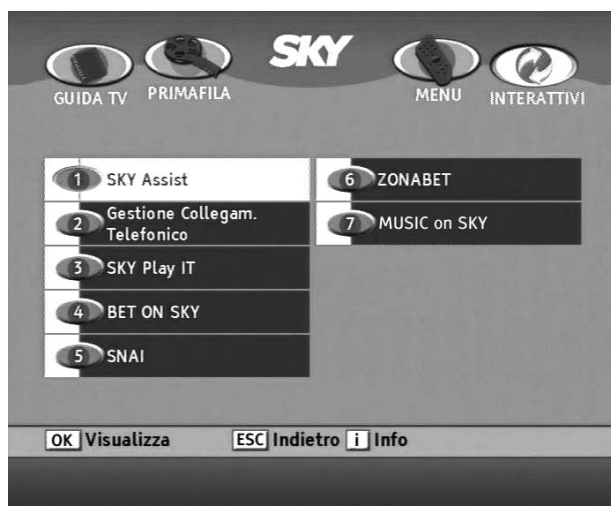 SKY
GUIDA TV
PRIMAFILA
MENU
INTERATTIVI
1 SKY Assist
2 Gestione Collegam.
Telefonico
3 SKY Play IT
4 BET ON SKY
5 SNAI
6 ZONABET
7 MUSIC on SKY
OK Visualizza ESC Indietro i Info